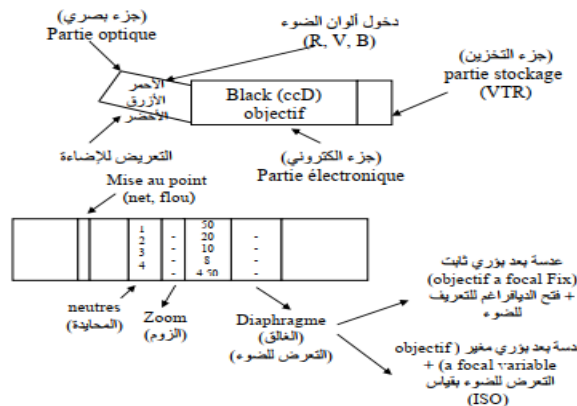 (جزء بصري)
Partie optique
دخول ألوان الضوء
(R, V, B)
(جزء التخزين)
partie stockage
(VTR)
الأحمر
الأزرق
الأخضر
Black (ccD)
objectif
التعريض للإضاءة
(جزء الكتروني)
Partie électronique
Mise au point
(net, flou)
1
2
3
4
-
-
-
-
50
20
10
8
4 50
-
-
-
-
neutres
(المحايدة)
Zoom
(الزوم)
Diaphragme
(الغالق)
(التعرض للضوء)
عدسة بعد بؤري ثابت
(objectif a focal Fix)
+ فتح الديافراغم للتعريف
للضوء
عدسة بعد بؤري مغير ( objectif
a focal variable) +
التعرض للضوء بقياس
(ISO)